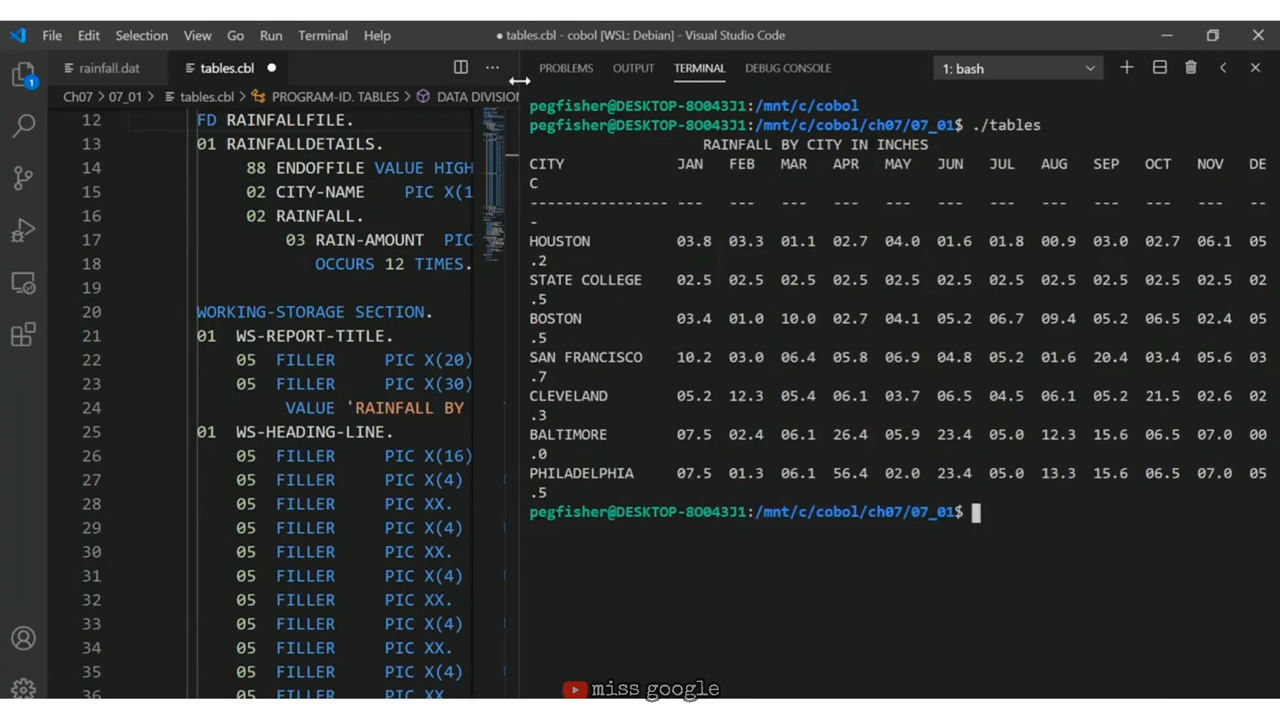 File Edit Selection View Go Run Terminal Help
● tables.cbl - cobol [WSL: Debian] - Visual Studio Code
1
rainfall.dat tables.cbl ●
Ch07 > 07_01 > tables.cbl > PROGRAM-ID. TABLES > DATA DIVISION
12 FD RAINFALLFILE.
13 01 RAINFALLDETAILS.
14 88 ENDOFFILE VALUE HIGH
15 02 CITY-NAME PIC X(1
16 02 RAINFALL.
17 03 RAIN-AMOUNT PIC
18 OCCURS 12 TIMES.
19
20 WORKING-STORAGE SECTION.
21 01 WS-REPORT-TITLE.
22 05 FILLER PIC X(20)
23 05 FILLER PIC X(30)
24 VALUE 'RAINFALL BY
25 01 WS-HEADING-LINE.
26 05 FILLER PIC X(16)
27 05 FILLER PIC X(4)
28 05 FILLER PIC XX.
29 05 FILLER PIC X(4)
30 05 FILLER PIC XX.
31 05 FILLER PIC X(4)
32 05 FILLER PIC XX.
33 05 FILLER PIC X(4)
34 05 FILLER PIC XX.
35 05 FILLER PIC X(4)
36 05 FILLER PIC XX
PROBLEMS OUTPUT TERMINAL DEBUG CONSOLE
1: bash
pegfisher@DESKTOP-8O043J1:/mnt/c/cobol
pegfisher@DESKTOP-8O043J1:/mnt/c/cobol/ch07/07_01$ ./tables
RAINFALL BY CITY IN INCHES
CITY JAN FEB MAR APR MAY JUN JUL AUG SEP OCT NOV DE
C
---------------- --- --- --- --- --- --- --- --- --- --- --- --
-
HOUSTON 03.8 03.3 01.1 02.7 04.0 01.6 01.8 00.9 03.0 02.7 06.1 05
.2
STATE COLLEGE 02.5 02.5 02.5 02.5 02.5 02.5 02.5 02.5 02.5 02.5 02.5 02
.5
BOSTON 03.4 01.0 10.0 02.7 04.1 05.2 06.7 09.4 05.2 06.5 02.4 05
.5
SAN FRANCISCO 10.2 03.0 06.4 05.8 06.9 04.8 05.2 01.6 20.4 03.4 05.6 03
.7
CLEVELAND 05.2 12.3 05.4 06.1 03.7 06.5 04.5 06.1 05.2 21.5 02.6 02
.3
BALTIMORE 07.5 02.4 06.1 26.4 05.9 23.4 05.0 12.3 15.6 06.5 07.0 00
.0
PHILADELPHIA 07.5 01.3 06.1 56.4 02.0 23.4 05.0 13.3 15.6 06.5 07.0 05
.5
pegfisher@DESKTOP-8O043J1:/mnt/c/cobol/ch07/07_01$
miss google